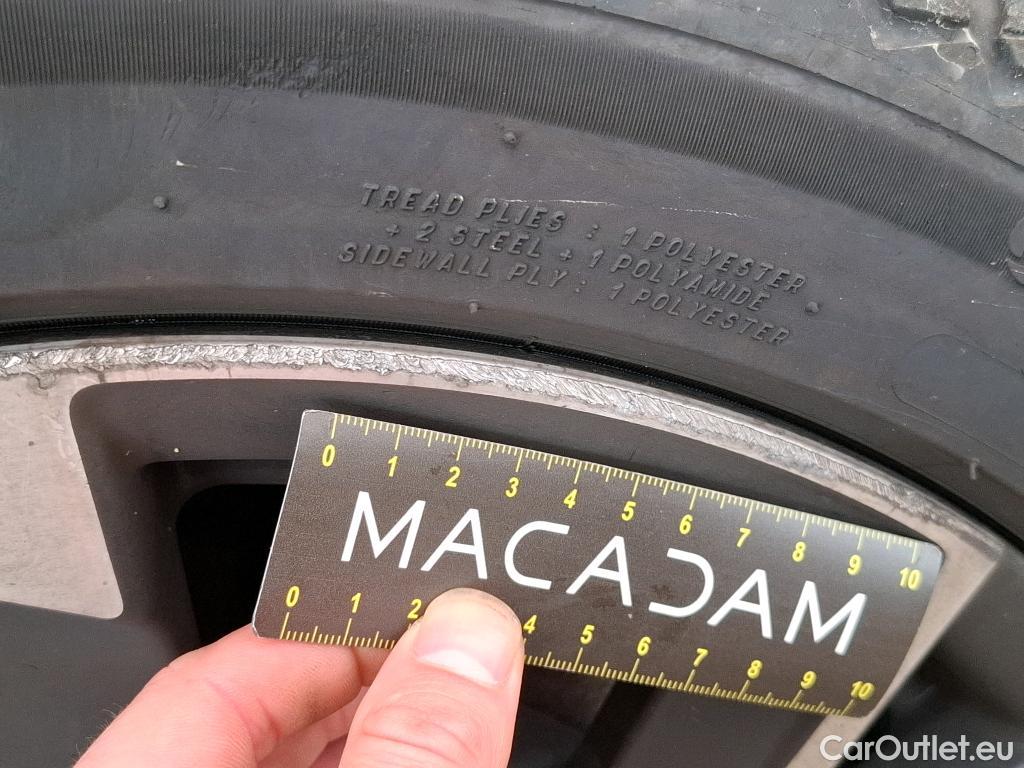 TREAD PLIES : 1 POLYESTER
+ 2 STEEL + 1 POLYAMIDE
SIDEWALL PLY : 1 POLYESTER
0 1 2 3 4 5 6 7 8 9 10
MACADAM
0 1 2 4 5 6 7 8 9 10
CarOutlet.eu